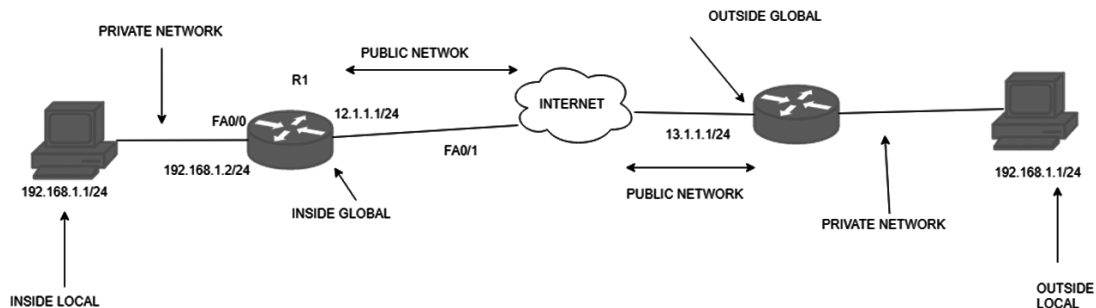 OUTSIDE GLOBAL
PRIVATE NETWORK
PUBLIC NETWOK
R1
INTERNET
FA0/0
12.1.1.1/24
13.1.1.1/24
FA0/1
192.168.1.2/24
192.168.1.1/24
192.168.1.1/24
PUBLIC NETWORK
INSIDE GLOBAL
PRIVATE NETWORK
INSIDE LOCAL
OUTSIDE
LOCAL